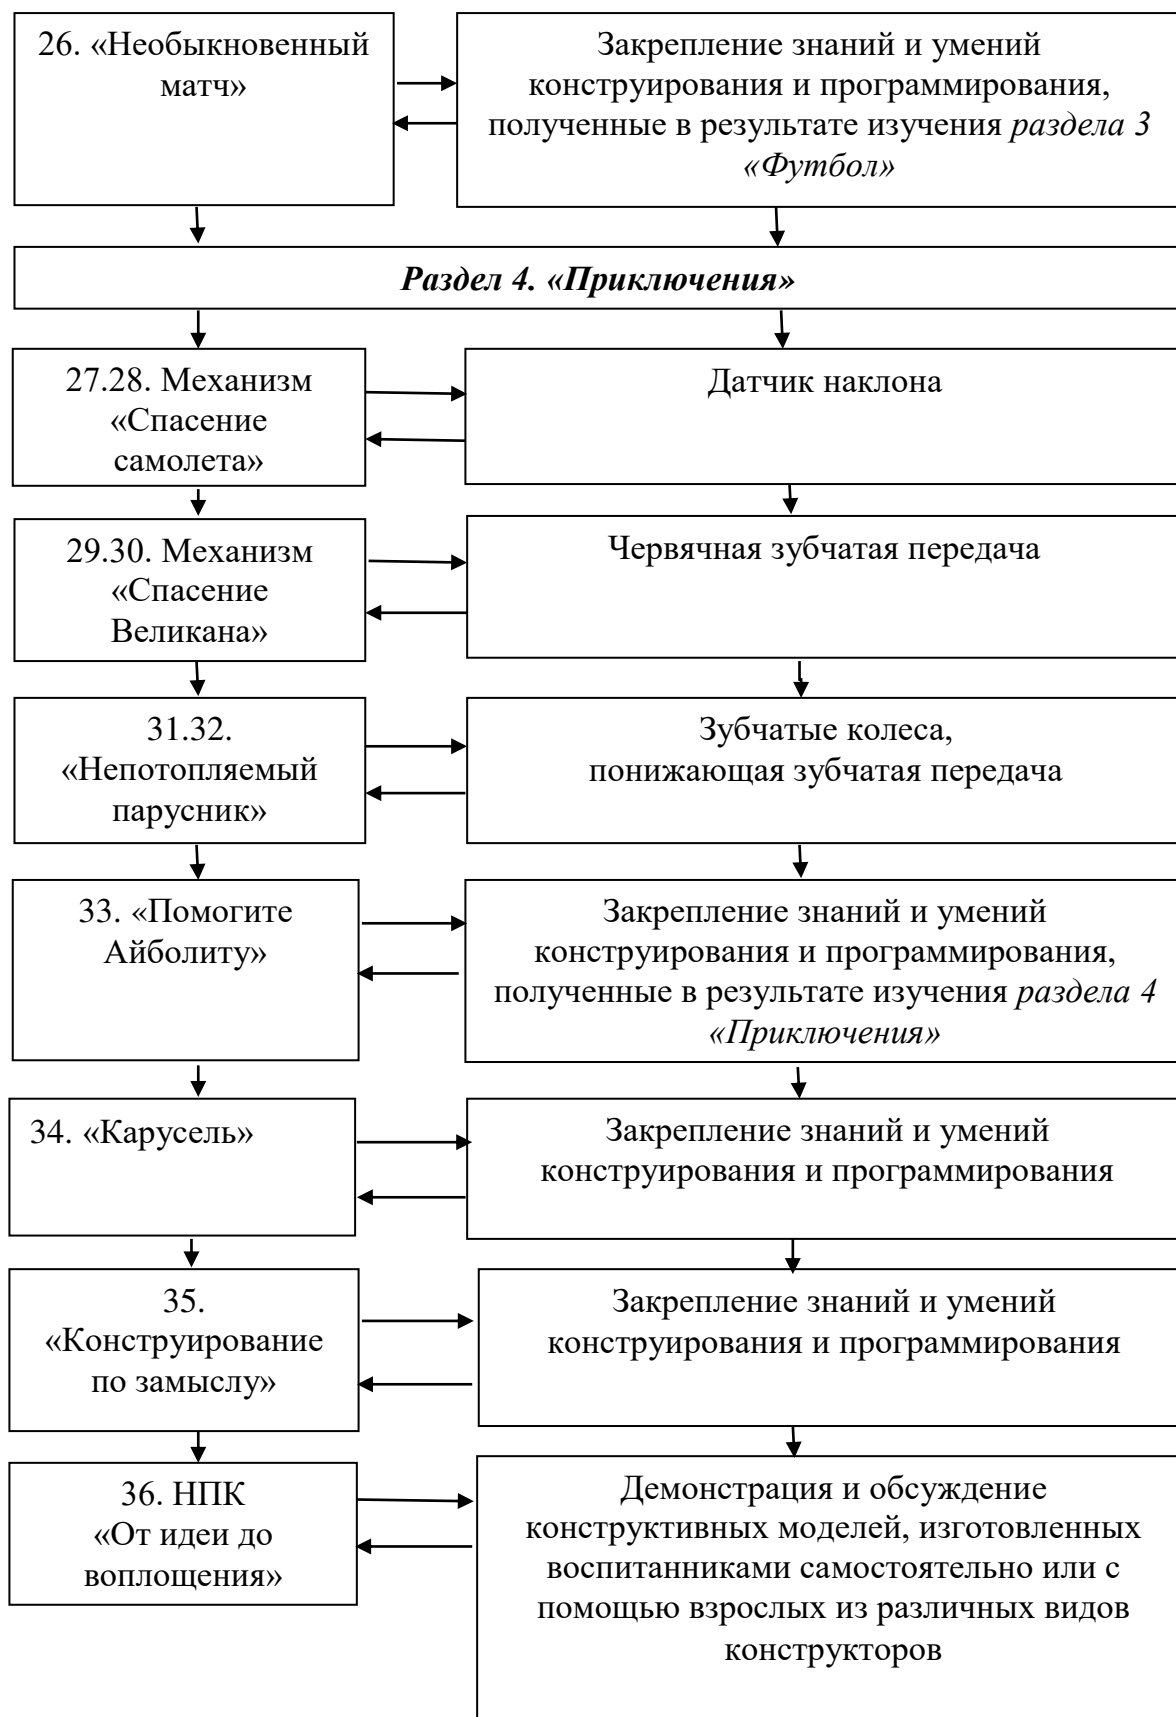 26. «Необыкновенный
матч»
Закрепление знаний и умений
конструирования и программирования,
полученные в результате изучения раздела 3
«Футбол»
Раздел 4. «Приключения»
27.28. Механизм
«Спасение
самолета»
Датчик наклона
29.30. Механизм
«Спасение
Великана»
Червячная зубчатая передача
31.32.
«Непотопляемый
парусник»
Зубчатые колеса,
понижающая зубчатая передача
33. «Помогите
Айболиту»
Закрепление знаний и умений
конструирования и программирования,
полученные в результате изучения раздела 4
«Приключения»
34. «Карусель»
Закрепление знаний и умений
конструирования и программирования
35.
«Конструирование
по замыслу»
Закрепление знаний и умений
конструирования и программирования
36. НПК
«От идеи до
воплощения»
Демонстрация и обсуждение
конструктивных моделей, изготовленных
воспитанниками самостоятельно или с
помощью взрослых из различных видов
конструкторов